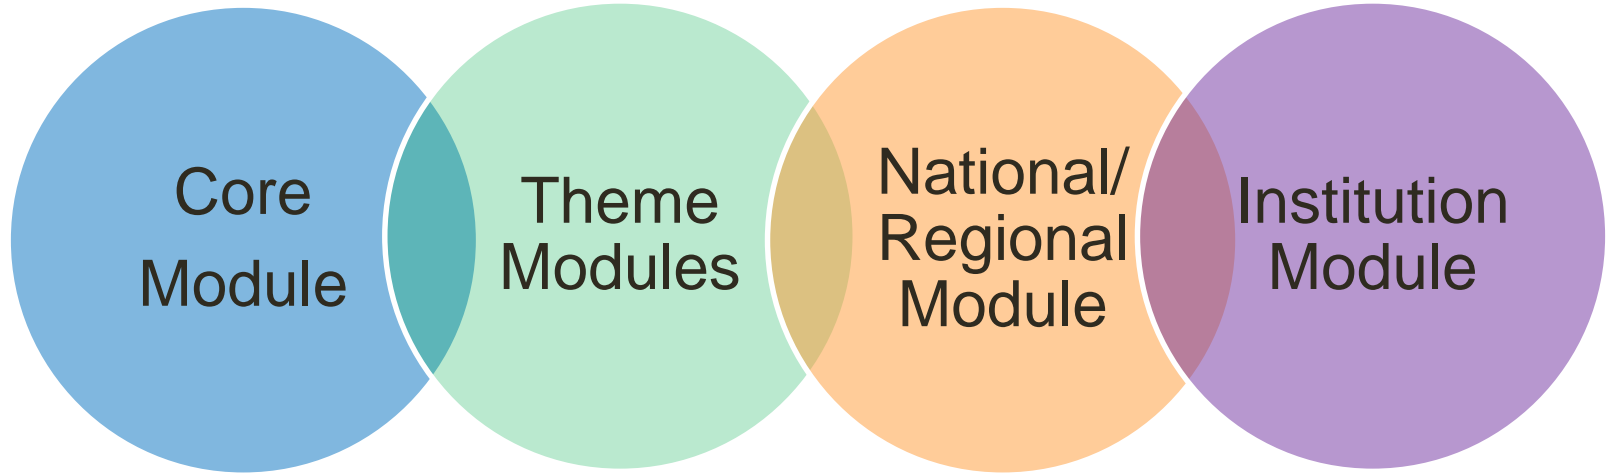 Core
Module
Theme
Modules
National/
Regional
Module
Institution
Module